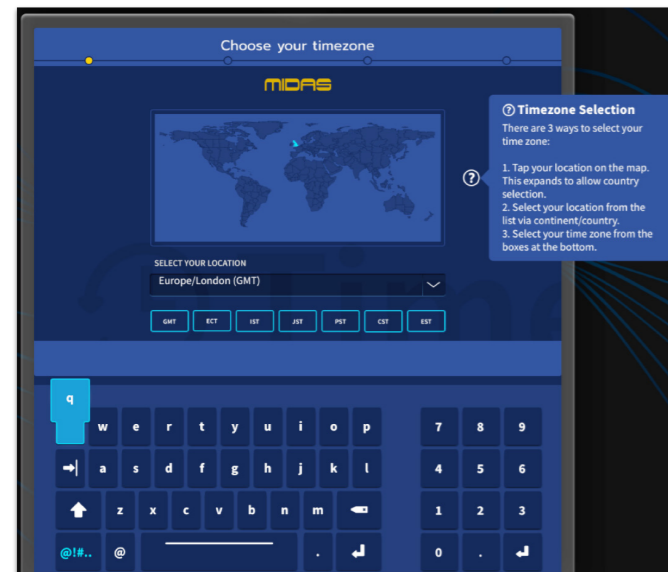 Choose your timezone
MIDAS
Timezone Selection
There are 3 ways to select your
time zone:
1. Tap your location on the map.
This expands to allow country
selection.
2. Select your location from the
list via continent/country.
3. Select your time zone from the
boxes at the bottom.
SELECT YOUR LOCATION
Europe/London (GMT)
GMT ECT IST JST PST CST EST
q w e r t y u i o p 7 8 9
a s d f g h j k l 4 5 6
z x c v b n m 1 2 3
@!#.. @ . 0 .